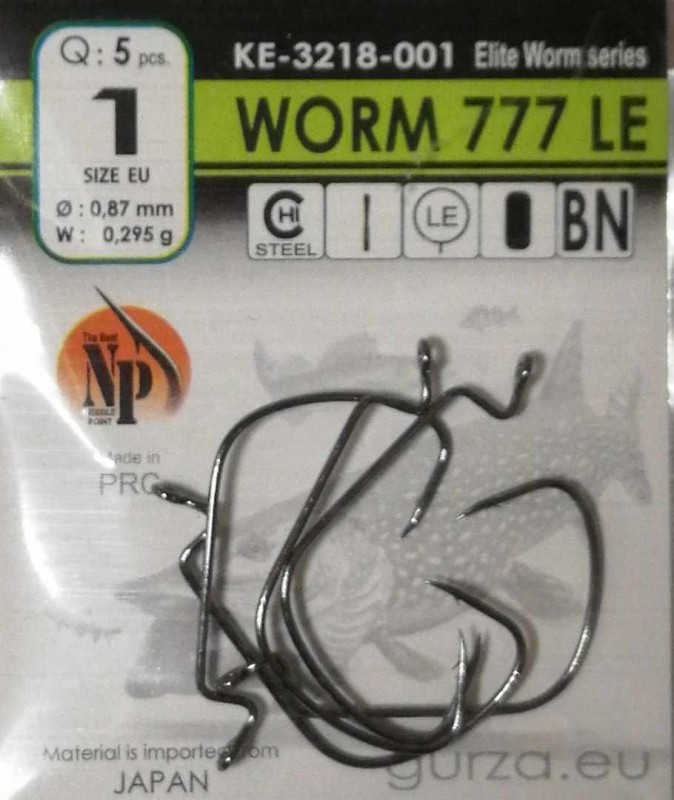 Q: 5 pcs.
1
SIZE EU
Ø : 0,87 mm
W : 0,295 g
KE-3218-001 Elite Worm series
WORM 777 LE
C HI
STEEL
LE
BN
The Best
NP
NEEDLE
POINT
Made in
PRC
Material is imported from
JAPAN
gurza.eu